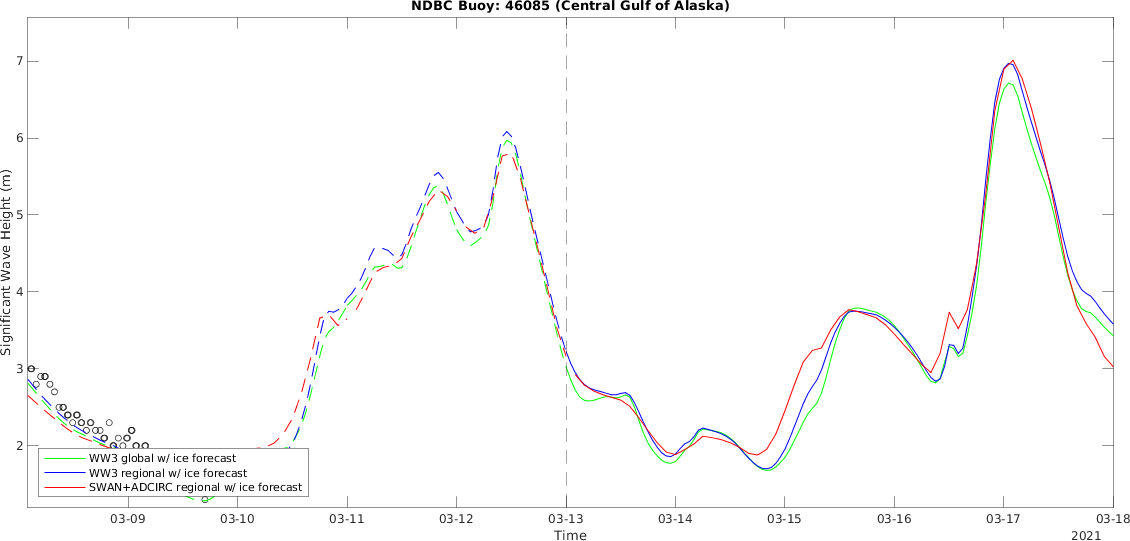 NDBC Buoy: 46085 (Central Gulf of Alaska)
Significant Wave Height (m)
7
6
5
4
3
2
WW3 global w/ ice forecast
WW3 regional w/ ice forecast
SWAN+ADCIRC regional w/ ice forecast
03-09 03-10 03-11 03-12 03-13 03-14 03-15 03-16 03-17 03-18
Time
2021